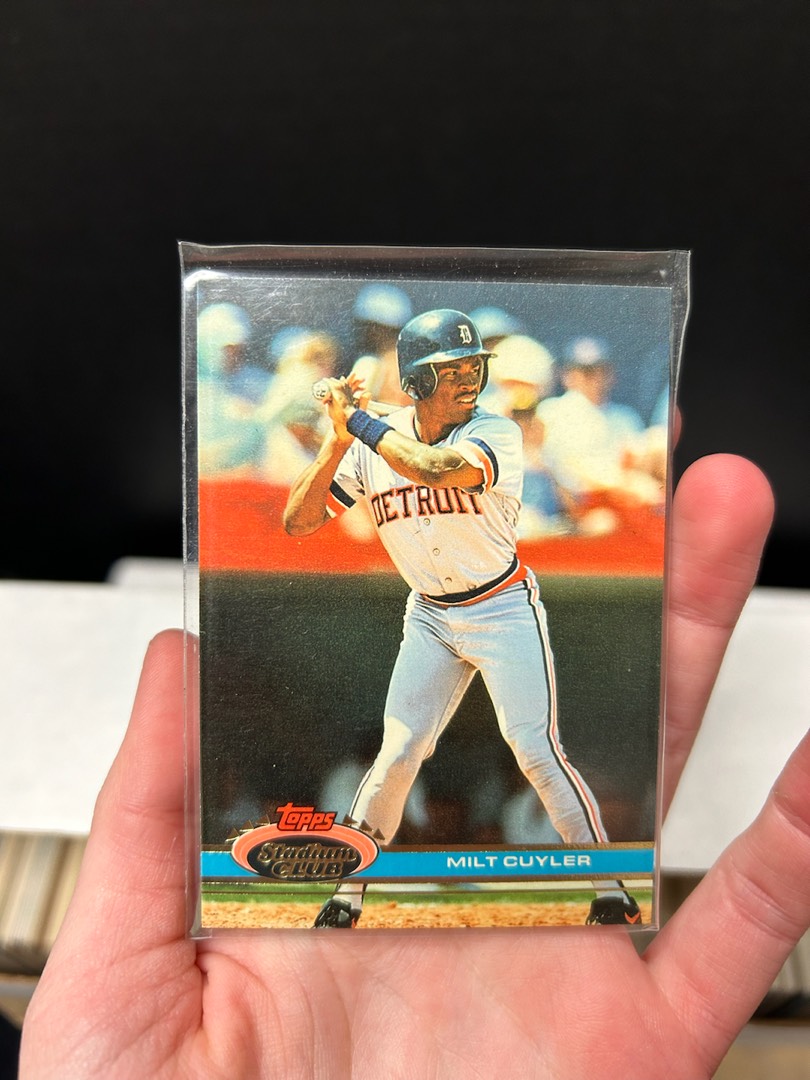 D
DETROIT
Topps
Stadium
CLUB
MILT CUYLER